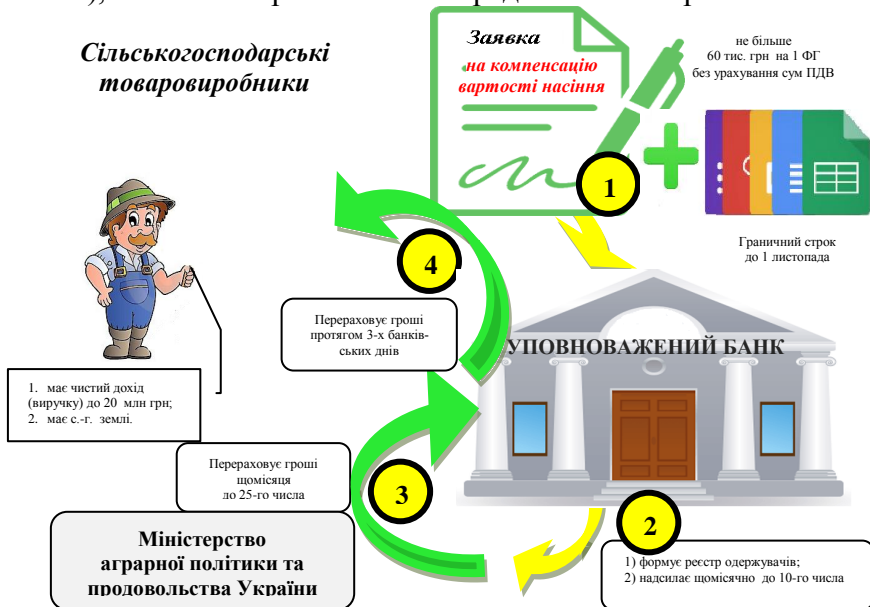 Сільськогосподарські
товаровиробники
Заявка
на компенсацію
вартості насіння
не більше
60 тис. грн на 1 ФГ
без урахування сум ПДВ
1
Граничний строк
до 1 листопада
4
Перераховує гроші
протягом 3-х банків-
ських днів
УПОВНОВАЖЕНИЙ БАНК
1. має чистий дохід
(виручку) до 20 млн грн;
2. має с.-г. землі.
Перераховує гроші
щомісяця
до 25-го числа
3
Міністерство
аграрної політики та
продовольства України
2
1) формує реєстр одержувачів;
2) надсилає щомісячно до 10-го числа